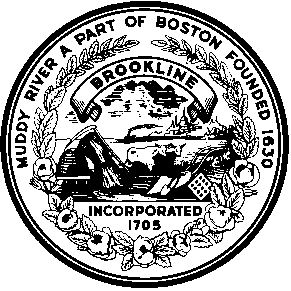 MUDDY RIVER A PART OF BOSTON FOUNDED 1630
BROOKLINE
INCORPORATED
1705